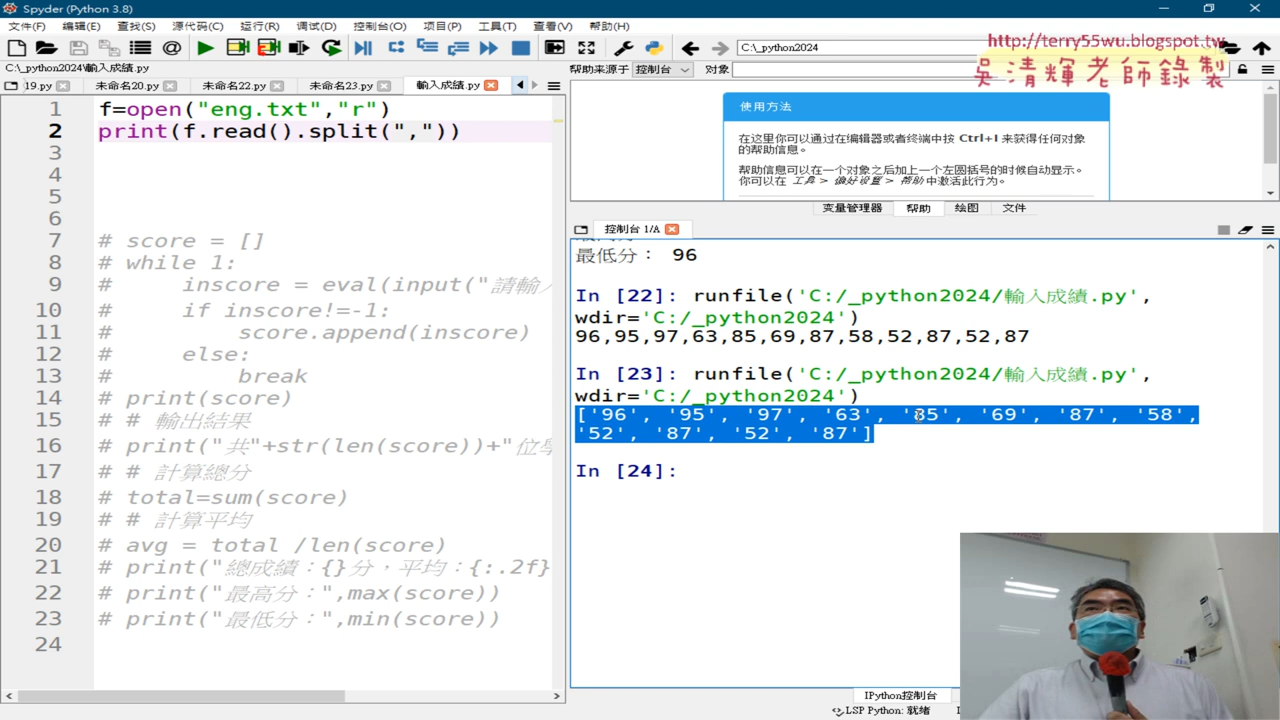 Spyder (Python 3.8)
文件(F) 编辑(E) 查找(S) 源代码(C) 运行(R) 调试(D) 控制台(O) 项目(P) 工具(T) 查看(V) 帮助(H)
C:\_python2024
http://terry55wu.blogspot.tw
吳清輝老師錄製
C:\_python2024\輸入成績.py
帮助来源于 控制台 对象
19.py 未命名20.py 未命名22.py 未命名23.py 輸入成績.py
使用方法
在这里你可以通过在编辑器或者终端中按 Ctrl+I 来获得任何对象
的帮助信息。
帮助信息可以在一个对象之后加上一个左圆括号的时候自动显示。
你可以在 工具 > 偏好设置 > 帮助 中激活此行为。
变量管理器 帮助 绘图 文件
1 f=open("eng.txt","r")
2 print(f.read().split(","))
3
4
5
6
7 # score = []
8 # while 1:
9 # inscore = eval(input("請輸入
10 # if inscore!=-1:
11 # score.append(inscore)
12 # else:
13 # break
14 # print(score)
15 # # 輸出結果
16 # print("共"+str(len(score))+"位學
17 # # 計算總分
18 # total=sum(score)
19 # # 計算平均
20 # avg = total /len(score)
21 # print("總成績：{}分，平均：{:.2f}
22 # print("最高分：",max(score))
23 # print("最低分：",min(score))
24
控制台 1/A
最低分： 96
In [22]: runfile('C:/_python2024/輸入成績.py',
wdir='C:/_python2024')
96,95,97,63,85,69,87,58,52,87,52,87
In [23]: runfile('C:/_python2024/輸入成績.py',
wdir='C:/_python2024')
['96', '95', '97', '63', '85', '69', '87', '58',
'52', '87', '52', '87']
In [24]:
IPython控制台
LSP Python: 就绪